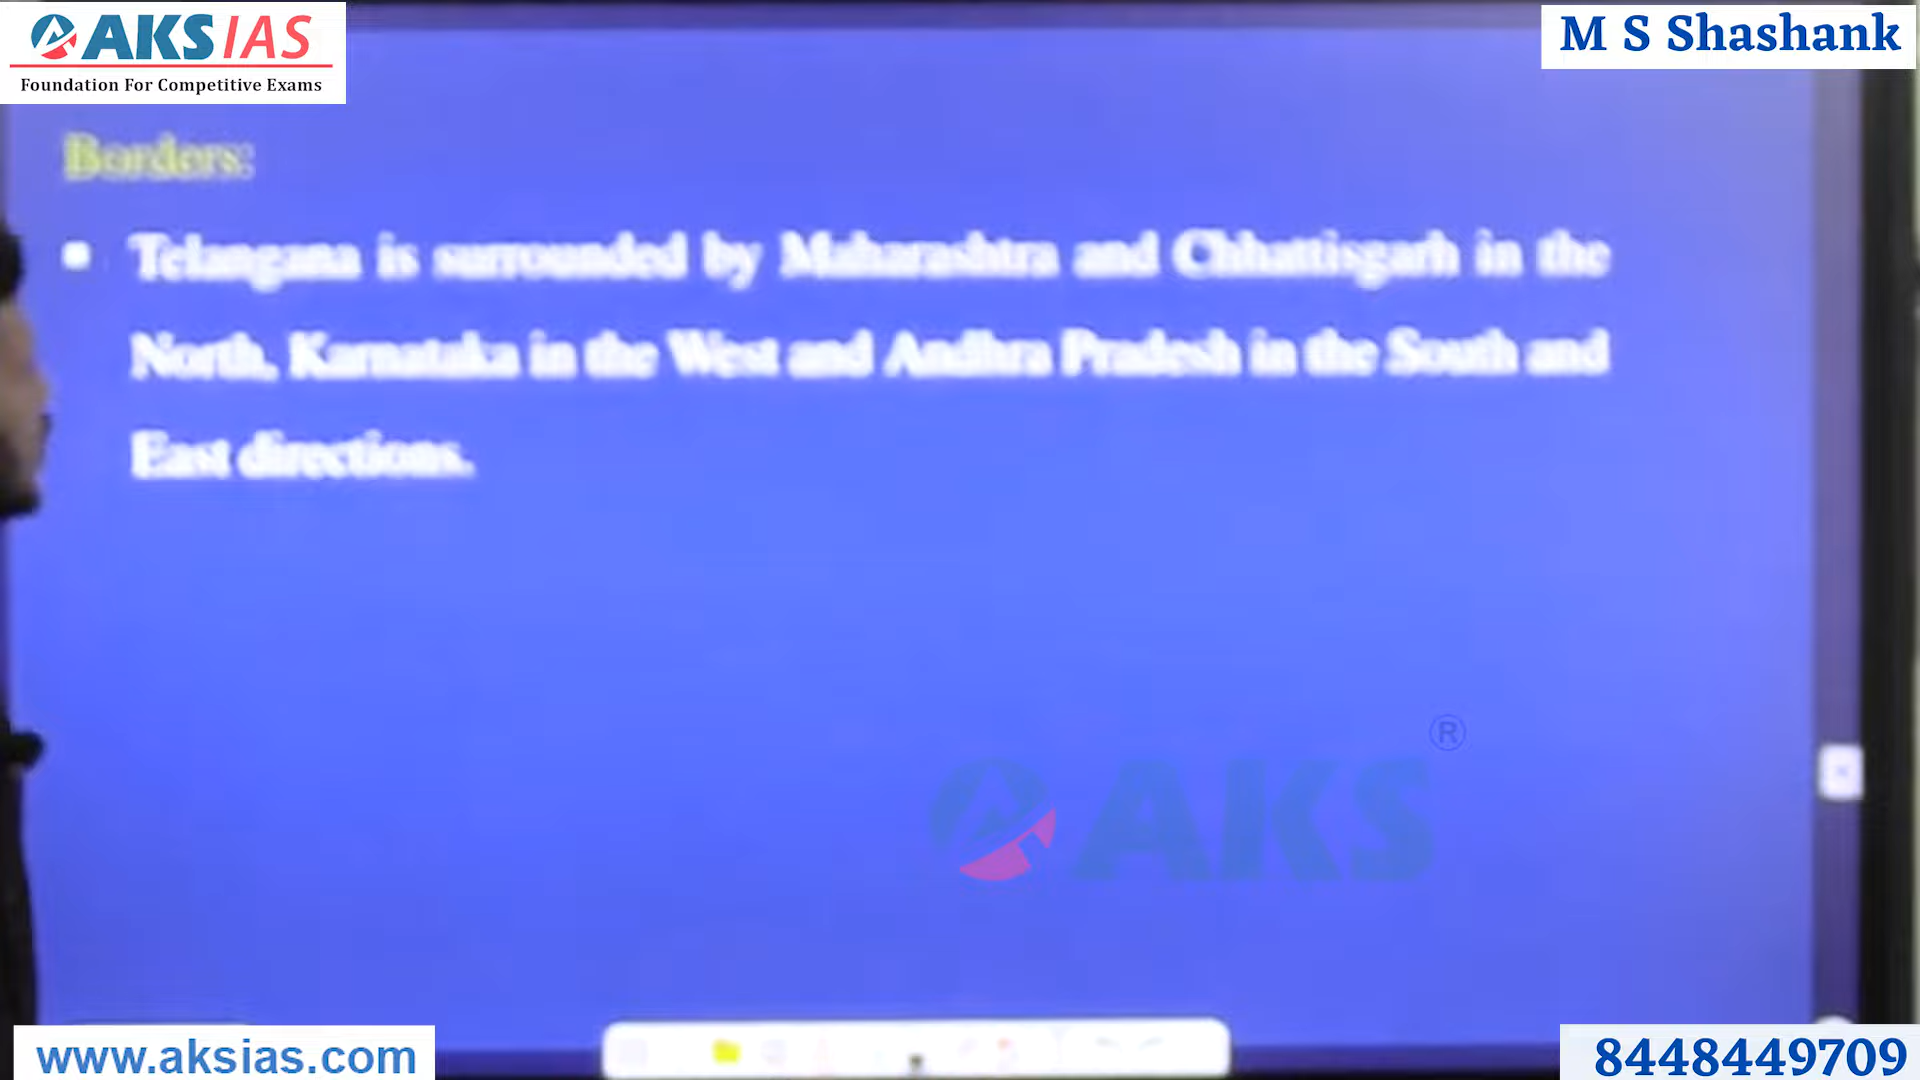 AKS IAS
Foundation For Competitive Exams
M S Shashank
Borders:
Telangana is surrounded by Maharashtra and Chhattisgarh in the
North, Karnataka in the West and Andhra Pradesh in the South and
East directions.
AKS ®
www.aksias.com
8448449709